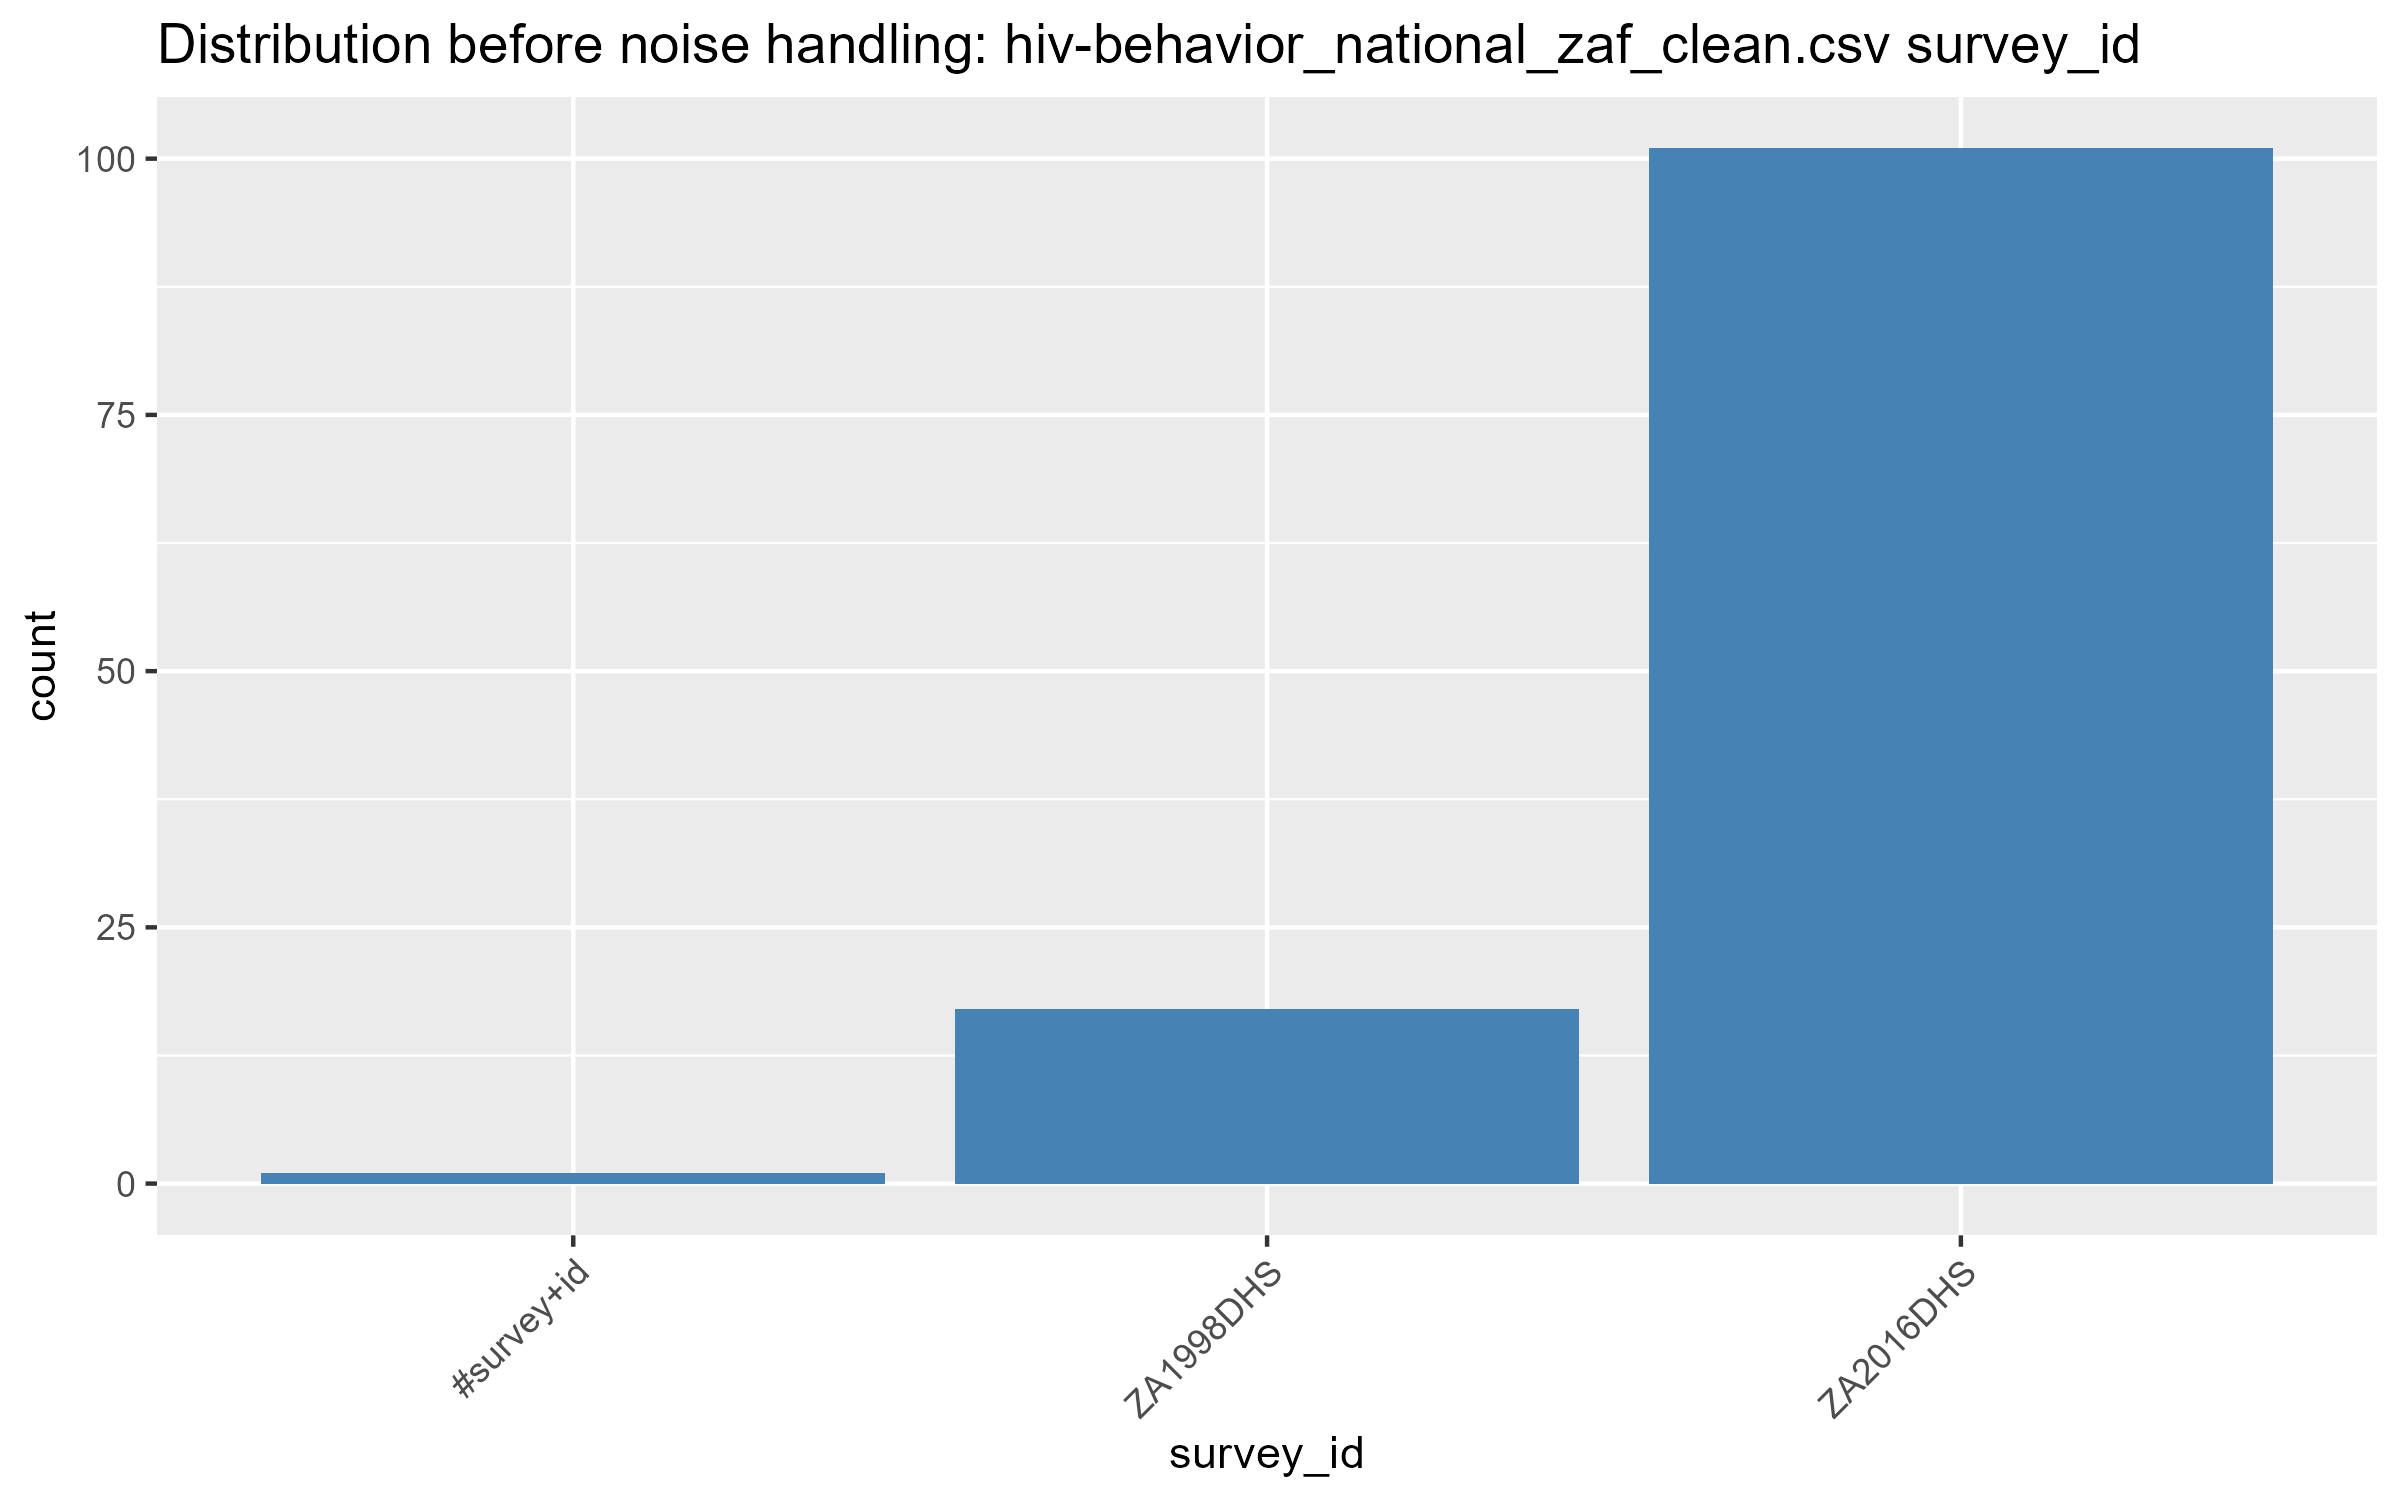 Distribution before noise handling: hiv-behavior_national_zaf_clean.csv survey_id
100
75
50
25
0
count
#survey+id
ZA1998DHS
ZA2016DHS
survey_id